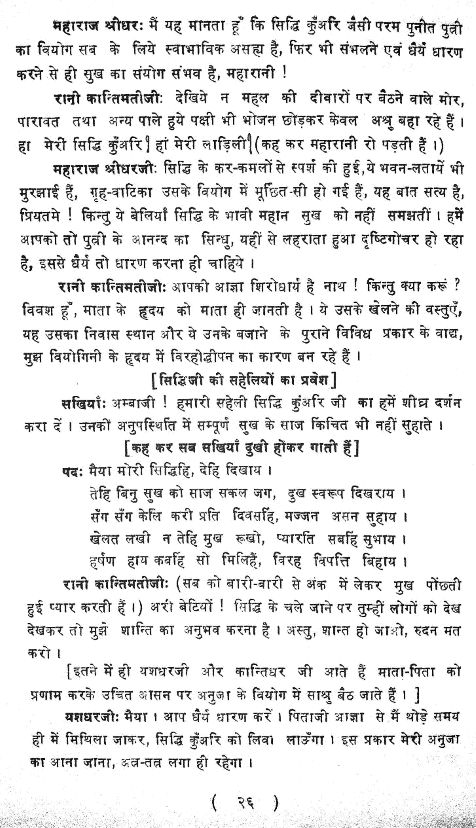 महाराज श्रीधरः मैं यह मानता हूँ कि सिद्धि कुँअरि जैसी परम पुनीत पुत्री
का वियोग सब के लिये स्वाभाविक असह्य है, फिर भी संभलने एवं धैर्य धारण
करने से ही सुख का संयोग संभव है, महारानी !
रानी कान्तिमतीजीः देखिये न महल की दीवारों पर बैठने वाले मोर,
पारावत तथा अन्य पाले हुये पक्षी भी भोजन छोड़कर केवल अश्रु बहा रहे हैं ।
हा मेरी सिद्धि कुँअरि ! हां मेरी लाड़िली ! (कह कर महारानी रो पड़ती हैं ।)
महाराज श्रीधरजीः सिद्धि के कर-कमलों से स्पर्श की हुई, ये भवन-लतायें भी
मुरझाई हैं, गृह-वाटिका उसके वियोग में मूर्छित-सी हो गई हैं, यह बात सत्य है,
प्रियतमे ! किन्तु ये बेलियाँ सिद्धि के भावी महान सुख को नहीं समझतीं । हमें
आपको तो पुत्री के आनन्द का सिन्धु, यहीं से लहराता हुआ दृष्टिगोचर हो रहा
है, इससे धैर्य तो धारण करना ही चाहिये ।
रानी कान्तिमतीजीः आपकी आज्ञा शिरोधार्य है नाथ ! किन्तु क्या करूं ?
विवश हूँ, माता के हृदय को माता ही जानती है । ये उसके खेलने की वस्तुएँ,
यह उसका निवास स्थान और ये उनके बजाने के पुराने विविध प्रकार के वाद्य,
मुझ वियोगिनी के हृदय में विरहोद्दीपन का कारण बन रहे हैं ।
[सिद्धिजी की सहेलियों का प्रवेश]
सखियाँः अम्बाजी ! हमारी सहेली सिद्धि कुँअरि जी का हमें शीघ्र दर्शन
करा दें । उनकी अनुपस्थिति में सम्पूर्ण सुख के साज किंचित भी नहीं सुहाते ।
[कह कर सब सखियाँ दुखी होकर गाती हैं]
पदः मैया मोरी सिद्धिहि, देहि दिखाय ।
तेहि बिनु सुख को साज सकल जग, दुख स्वरूप दिखराय ।
सँग सँग केलि करी प्रति दिवसहिं, मज्जन असन सुहाय ।
खेलत लखी न तेहि मुख रूखो, प्यारति सबहिं सुभाय ।
हर्षण हाय कबहिं सो मिलिहैं, विरह विपत्ति बिहाय ।
रानी कान्तिमतीजीः (सब को बारी-बारी से अंक में लेकर मुख पोंछती
हुई प्यार करती हैं ।) अरी बेटियों ! सिद्धि के चले जाने पर तुम्हीं लोगों को देख
देखकर तो मुझे शान्ति का अनुभव करना है । अस्तु, शान्त हो जाओ, रुदन मत
करो ।
[इतने में ही यशधरजी और कान्तिधर जी आते हैं माता-पिता को
प्रणाम करके उचित आसन पर अनुजा के वियोग में साश्रु बैठ जाते हैं । ]
यशधरजीः मैया ! आप धैर्य धारण करें । पिताजी आज्ञा से मैं थोड़े समय
ही में मिथिला जाकर, सिद्धि कुँअरि को लिवा लाऊँगा । इस प्रकार मेरी अनुजा
का आना जाना, अत्र-तत्र लगा ही रहेगा ।
( २६ )